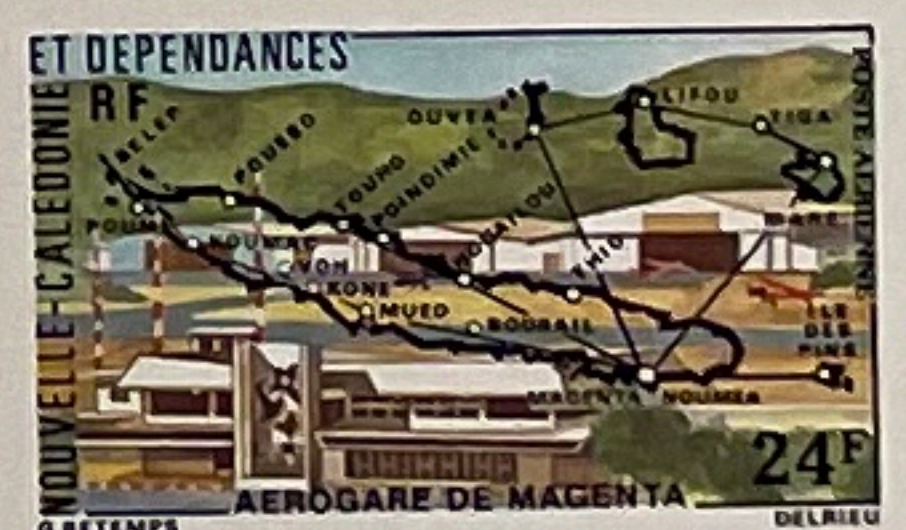 ET DEPENDANCES
NOUVELLE-CALEDONIE
RF
POSTE AERIENNE
BELEP
POUEBO
TOUHO
POINDIMIE
OUVEA
LIFOU
TIGA
MARE
POUM
KOUMAC
VOH
KONE
MUEO
HOUAILOU
THIO
BOURAIL
ILE
DES
PINS
MAGENTA NOUMEA
24F
AEROGARE DE MAGENTA
DELRIEU